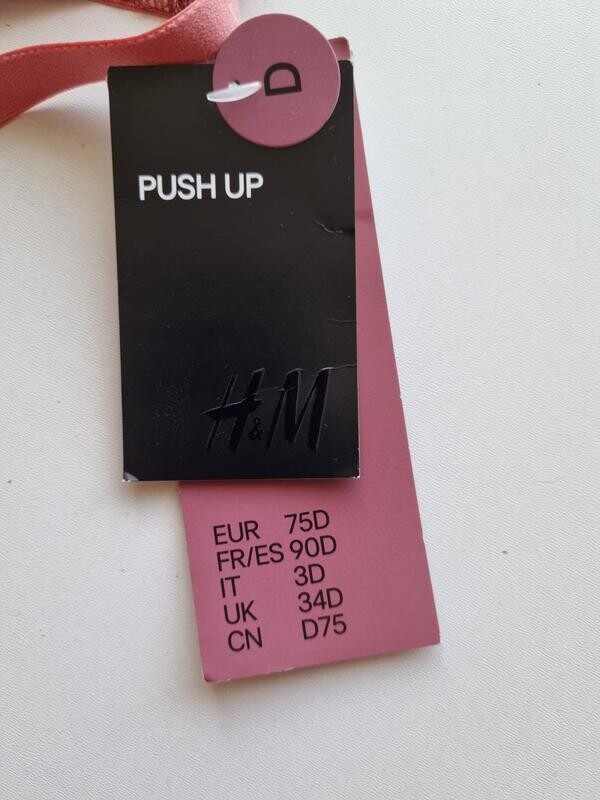 D
PUSH UP
H&M
EUR 75D
FR/ES 90D
IT 3D
UK 34D
CN D75